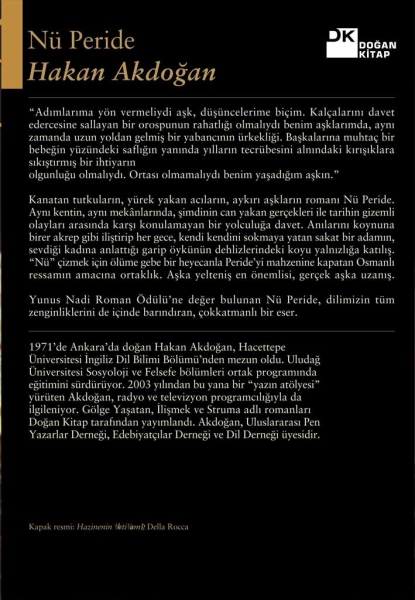 Nü Peride
Hakan Akdoğan
DK
DOĞAN
KİTAP
“Adımlarıma yön vermeliydi aşk, düşüncelerime biçim. Kalçalarını davet
edercesine sallayan bir orospunun rahatlığı olmalıydı benim aşklarımda, aynı
zamanda uzun yoldan gelmiş bir yabancının ürkekliği. Başkalarına muhtaç bir
bebeğin yüzündeki saflığın yanında yılların tecrübesi alnındaki kırışıklara
sıkıştırmış bir ihtiyarın
olgunluğu olmalıydı. Ortası olmamalıydı benim yaşadığım aşkın.”
Kanatan tutkuların, yürek yakan acıların, aykırı aşkların romanı Nü Peride.
Aynı kentin, aynı mekânlarında, şimdinin can yakan gerçekleri ile tarihin gizemli
olayları arasında karşı konulamayan bir yolculuğa davet. Anılarını koynuna
birer akrep gibi iliştirip her gece, kendi kendini sokmaya yatan sakat bir adamın,
sevdiği kadına anlattığı garip öykünün dehlizlerindeki koyu yalnızlığa katılış.
“Nü” çizmek için ölüme gebe bir heyecanla Peride’yi mahzenine kapatan Osmanlı
ressamın amacına ortaklık. Aşka yelteniş en önemlisi, gerçek aşka uzanış.
Yunus Nadi Roman Ödülü’ne değer bulunan Nü Peride, dilimizin tüm
zenginliklerini de içinde barındıran, çokkatmanlı bir eser.
1971’de Ankara’da doğan Hakan Akdoğan, Hacettepe
Üniversitesi İngiliz Dil Bilimi Bölümü’nden mezun oldu. Uludağ
Üniversitesi Sosyoloji ve Felsefe bölümleri ortak programında
eğitimini sürdürüyor. 2003 yılından bu yana bir “yazın atölyesi”
yürüten Akdoğan, radyo ve televizyon programcılığıyla da
ilgileniyor. Gölge Yaşatan, İlişmek ve Struma adlı romanları
Doğan Kitap tarafından yayımlandı. Akdoğan, Uluslararası Pen
Yazarlar Derneği, Edebiyatçılar Derneği ve Dil Derneği üyesidir.
Kapak resmi: Hazinenin Della Rocca